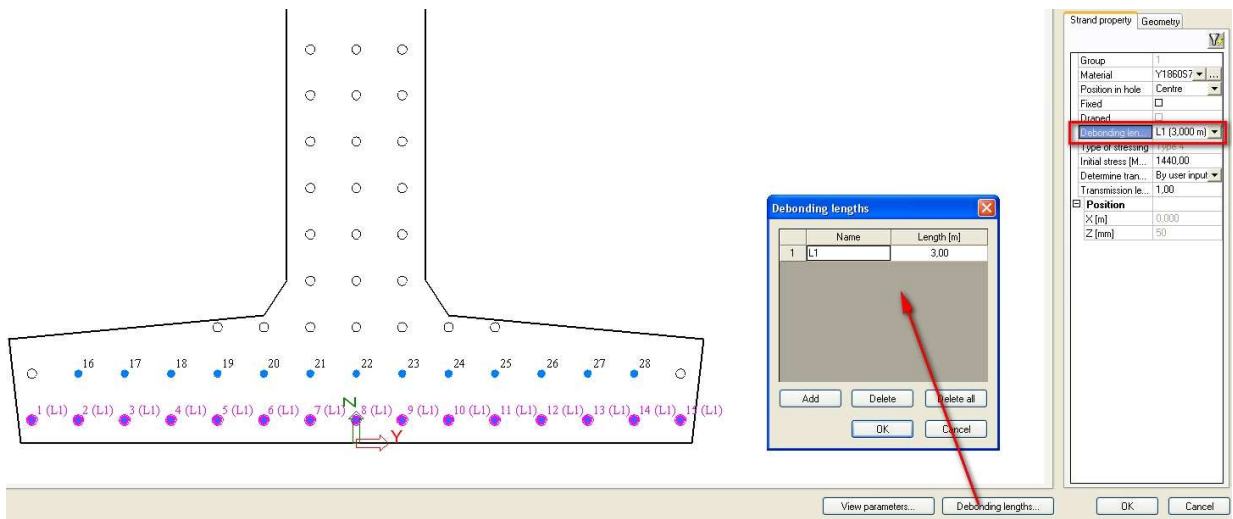 16 17 18 19 20 21 22 23 24 25 26 27 28
1 (L1) 2 (L1) 3 (L1) 4 (L1) 5 (L1) 6 (L1) 7 (L1) 8 (L1) 9 (L1) 10 (L1) 11 (L1) 12 (L1) 13 (L1) 14 (L1) 15 (L1)
N
Y
Debonding lengths
Name Length [m]
1 L1 3,00
Add Delete Delete all
OK Cancel
View parameters... Debonding lengths...
Strand property Geometry
Group 1
Material Y1860S7 ...
Position in hole Centre
Fixed
Draped
Debonding len... L1 (3,000 m)
Type of stressing Type 4
Initial stress [M... 1440,00
Determine tran... By user input
Transmission le... 1,00
Position
X [m] 0,000
Z [mm] 50
OK Cancel